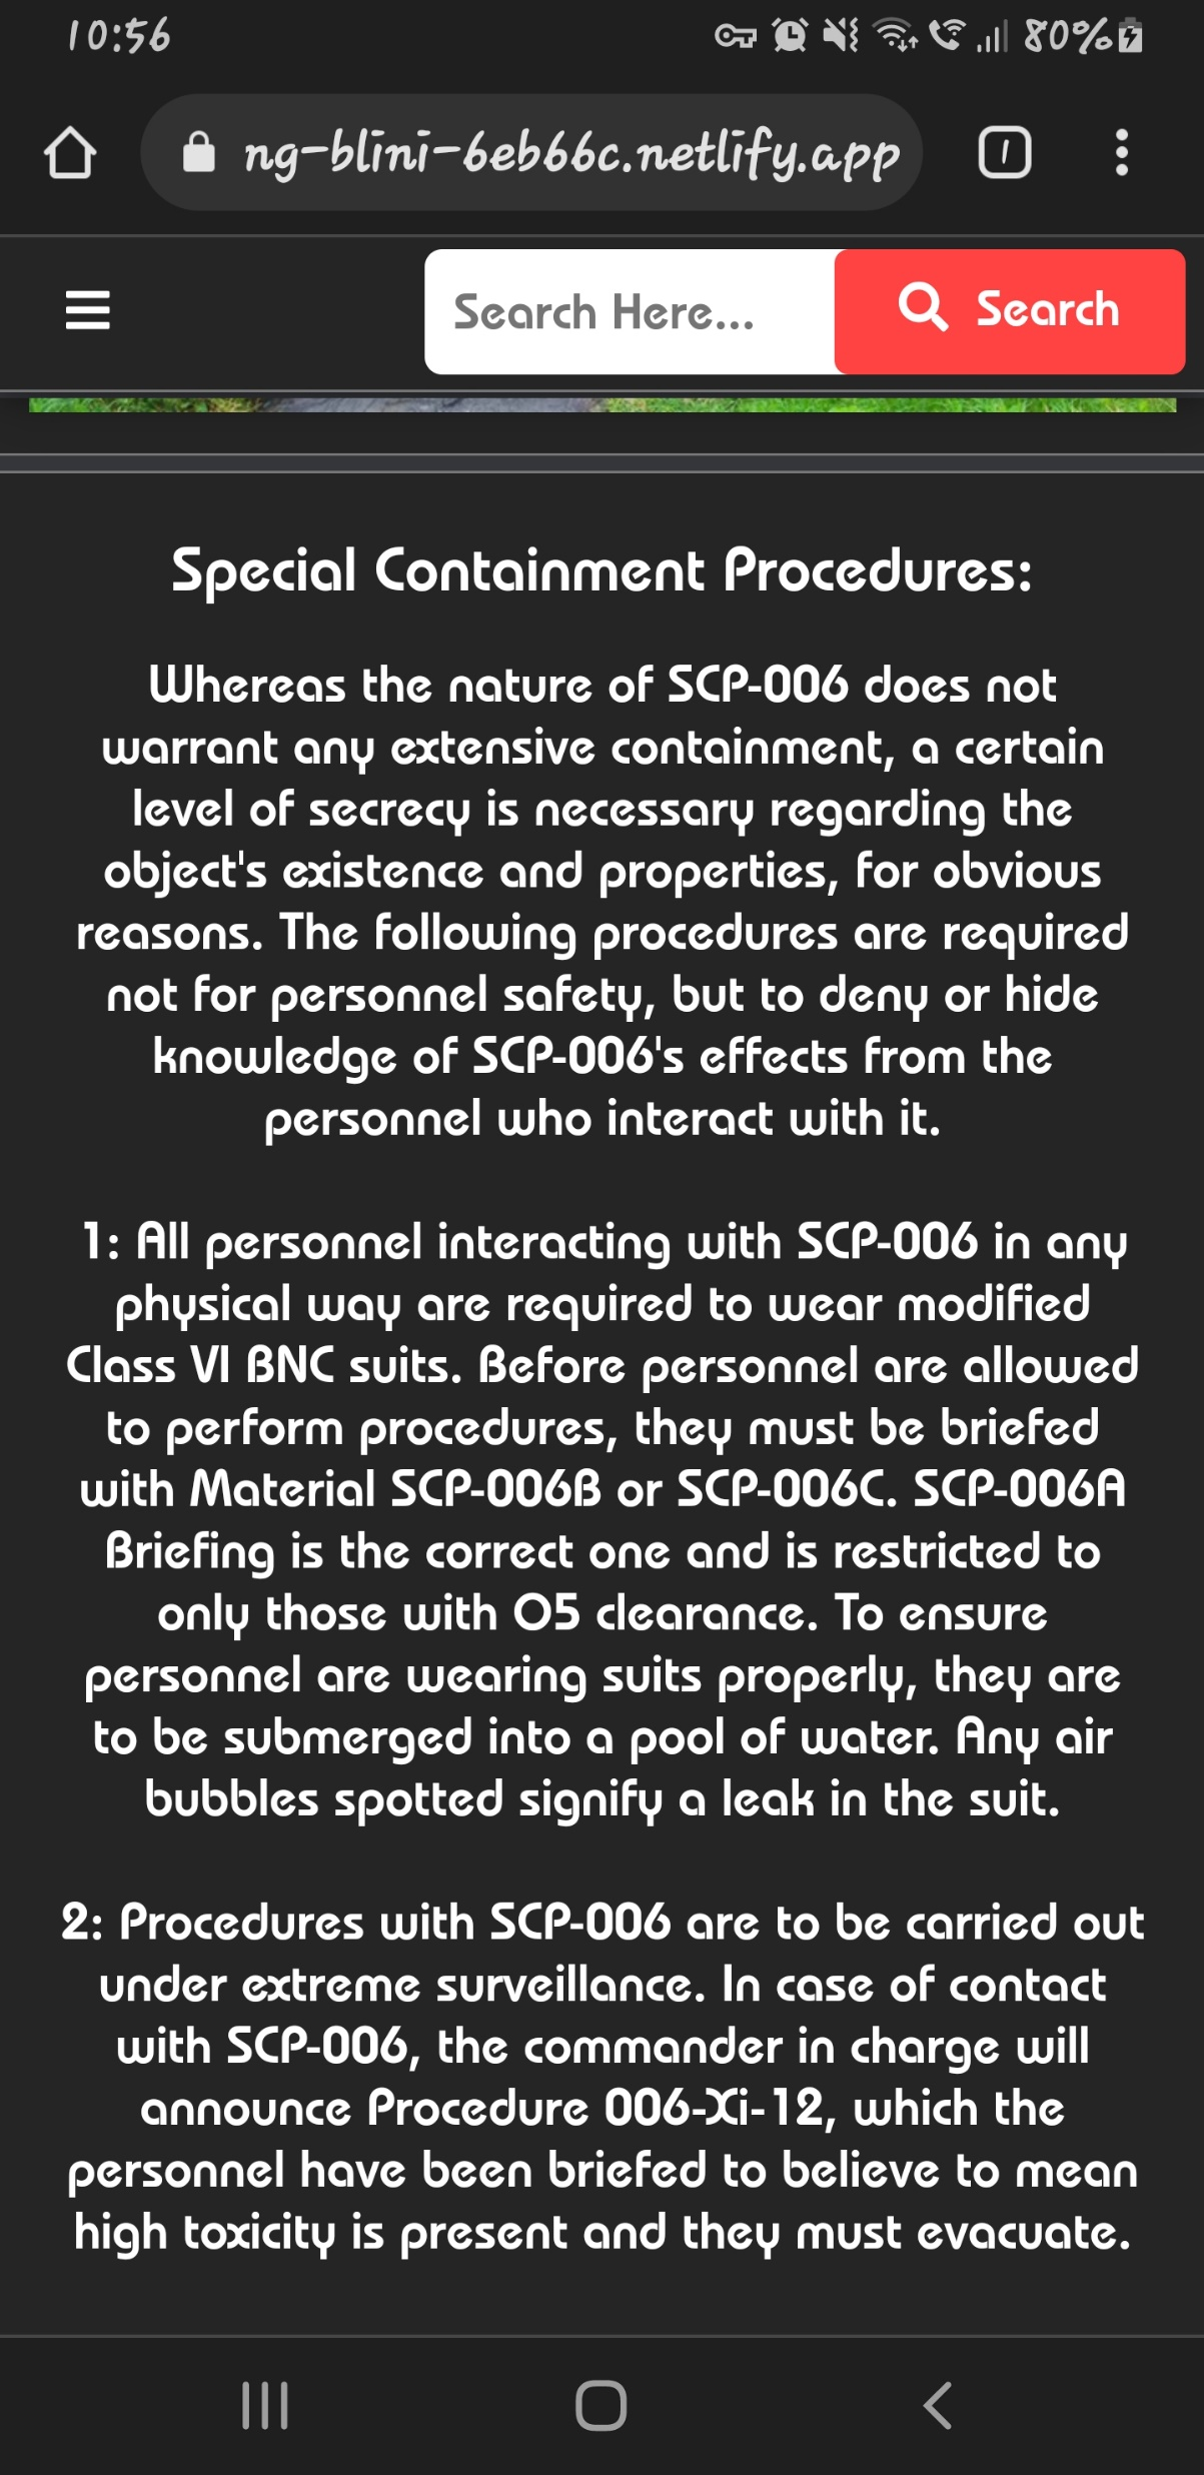 10:56
80%
ng-blini-6eb66c.netlify.app
1
Search Here...
Search
Special Containment Procedures:
Whereas the nature of SCP-006 does not
warrant any extensive containment, a certain
level of secrecy is necessary regarding the
object's existence and properties, for obvious
reasons. The following procedures are required
not for personnel safety, but to deny or hide
knowledge of SCP-006's effects from the
personnel who interact with it.
1: All personnel interacting with SCP-006 in any
physical way are required to wear modified
Class VI BNC suits. Before personnel are allowed
to perform procedures, they must be briefed
with Material SCP-006B or SCP-006C. SCP-006A
Briefing is the correct one and is restricted to
only those with O5 clearance. To ensure
personnel are wearing suits properly, they are
to be submerged into a pool of water. Any air
bubbles spotted signify a leak in the suit.
2: Procedures with SCP-006 are to be carried out
under extreme surveillance. In case of contact
with SCP-006, the commander in charge will
announce Procedure 006-Xi-12, which the
personnel have been briefed to believe to mean
high toxicity is present and they must evacuate.